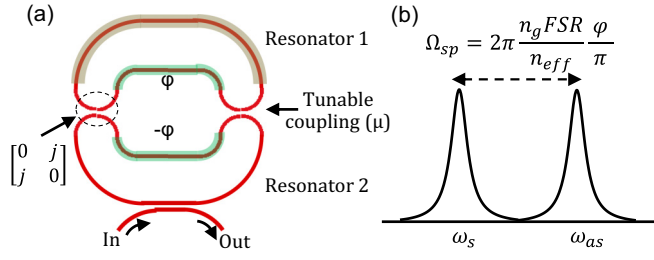 (a)
Resonator 1
φ
Tunable
coupling (μ)
-φ
[0 j]
[j 0]
Resonator 2
In
Out
(b)
Ω_sp = 2π (n_g FSR / n_eff) (φ / π)
ω_s
ω_as